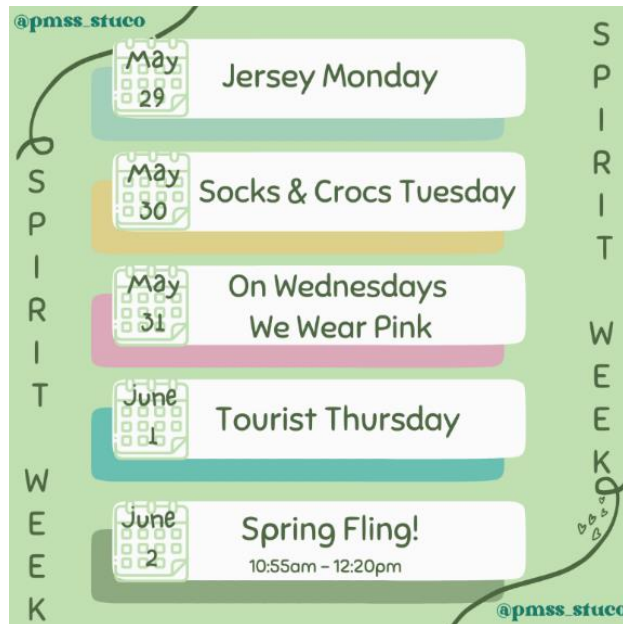 @pmss_stuco
SPIRIT WEEK
May
29
Jersey Monday
May
30
Socks & Crocs Tuesday
May
31
On Wednesdays
We Wear Pink
June
1
Tourist Thursday
June
2
Spring Fling!
10:55am - 12:20pm
SPIRIT WEEK
@pmss_stuco